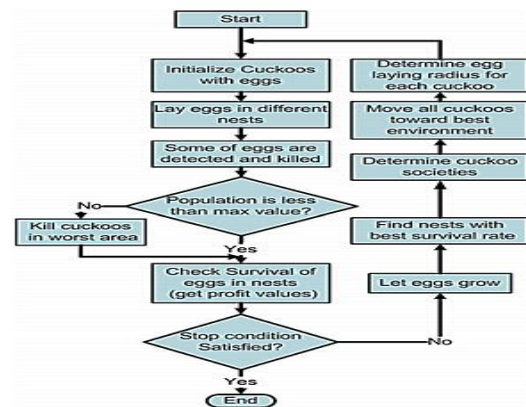 Start
Initialize Cuckoos
with eggs
Lay eggs in different
nests
Some of eggs are
detected and killed
Population is less
than max value?
No
Kill cuckoos
in worst area
Yes
Check Survival of
eggs in nests
(get profit values)
Stop condition
Satisfied?
No
Yes
End
Let eggs grow
Find nests with
best survival rate
Determine cuckoo
societies
Move all cuckoos
toward best
environment
Determine egg
laying radius for
each cuckoo